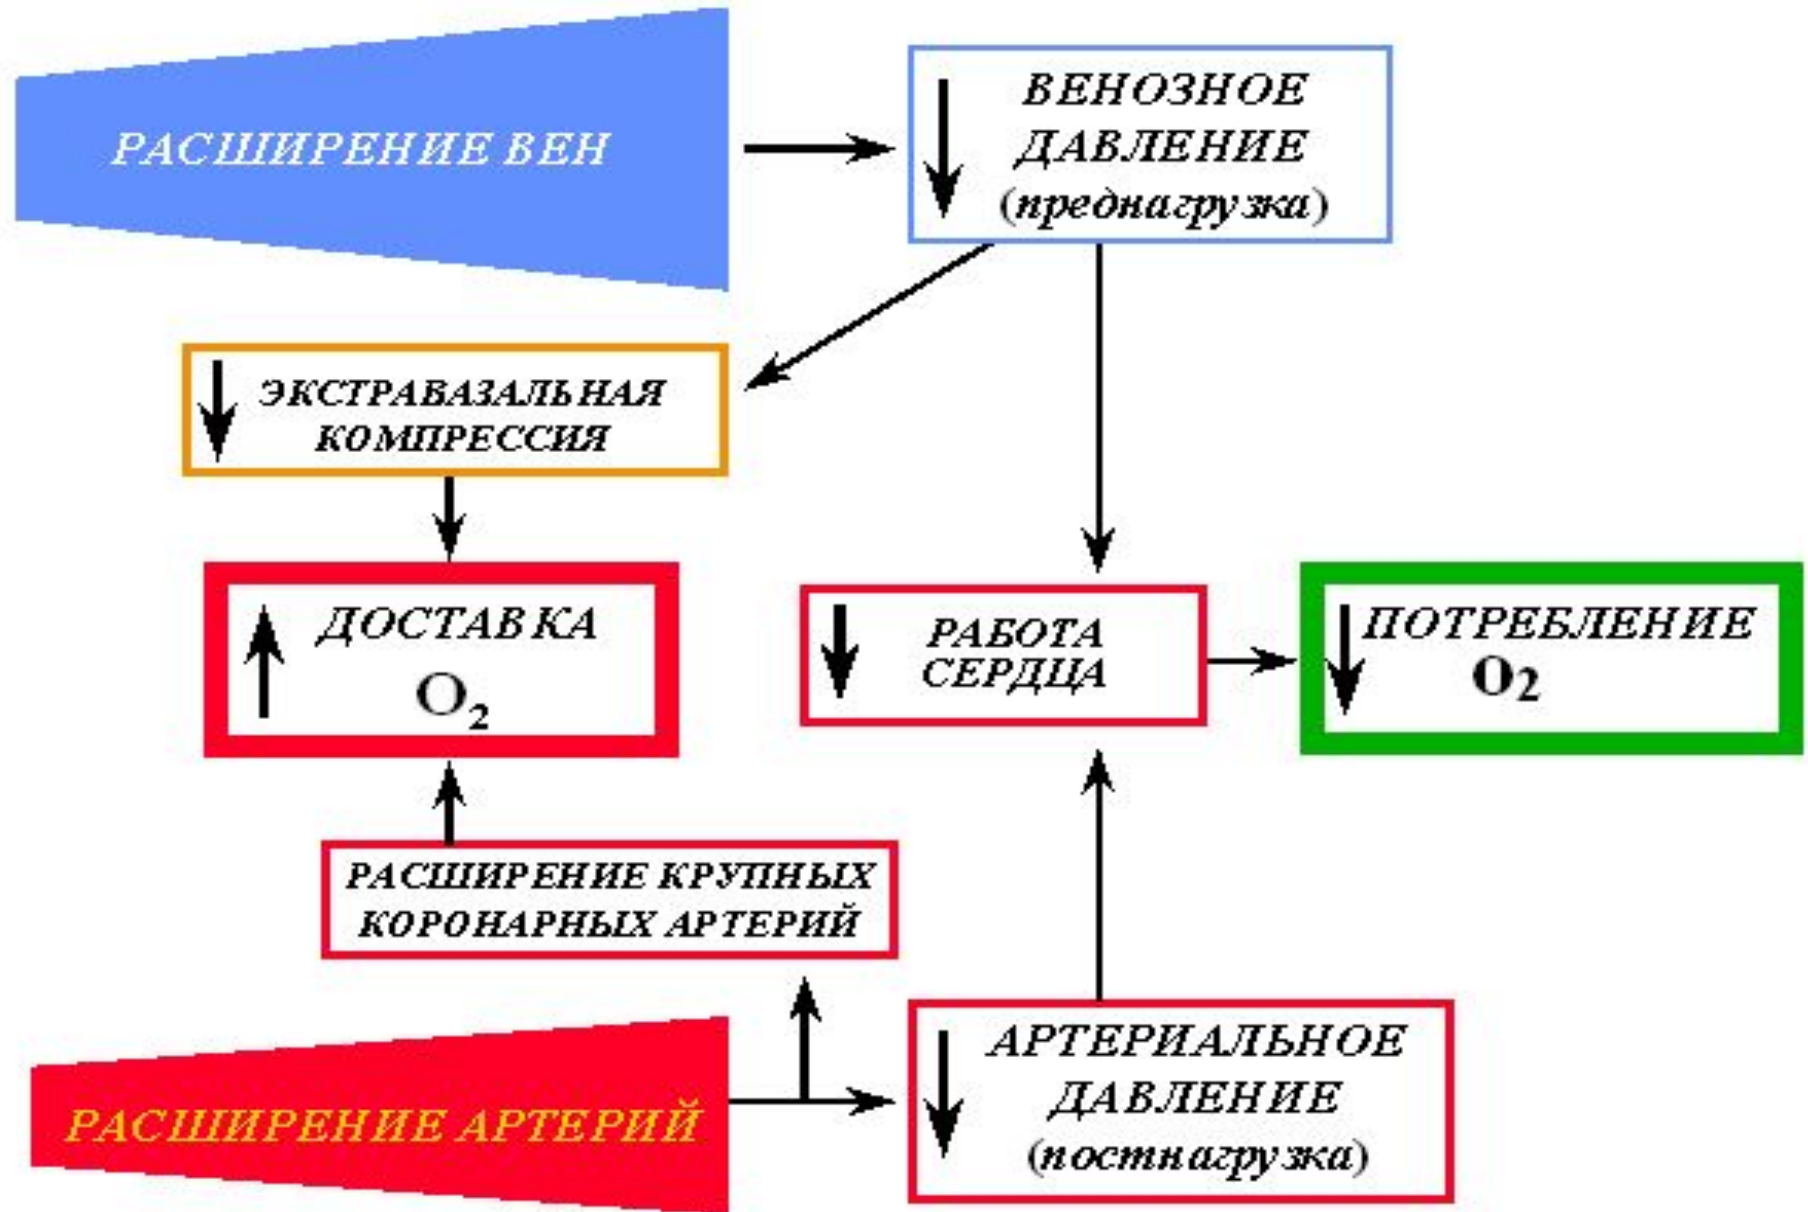 РАСШИРЕНИЕ ВЕН
ВЕНОЗНОЕ
ДАВЛЕНИЕ
(преднагрузка)
ЭКСТРАВАЗАЛЬНАЯ
КОМПРЕССИЯ
ДОСТАВКА
O₂
РАБОТА
СЕРДЦА
ПОТРЕБЛЕНИЕ
O₂
РАСШИРЕНИЕ КРУПНЫХ
КОРОНАРНЫХ АРТЕРИЙ
РАСШИРЕНИЕ АРТЕРИЙ
АРТЕРИАЛЬНОЕ
ДАВЛЕНИЕ
(постнагрузка)